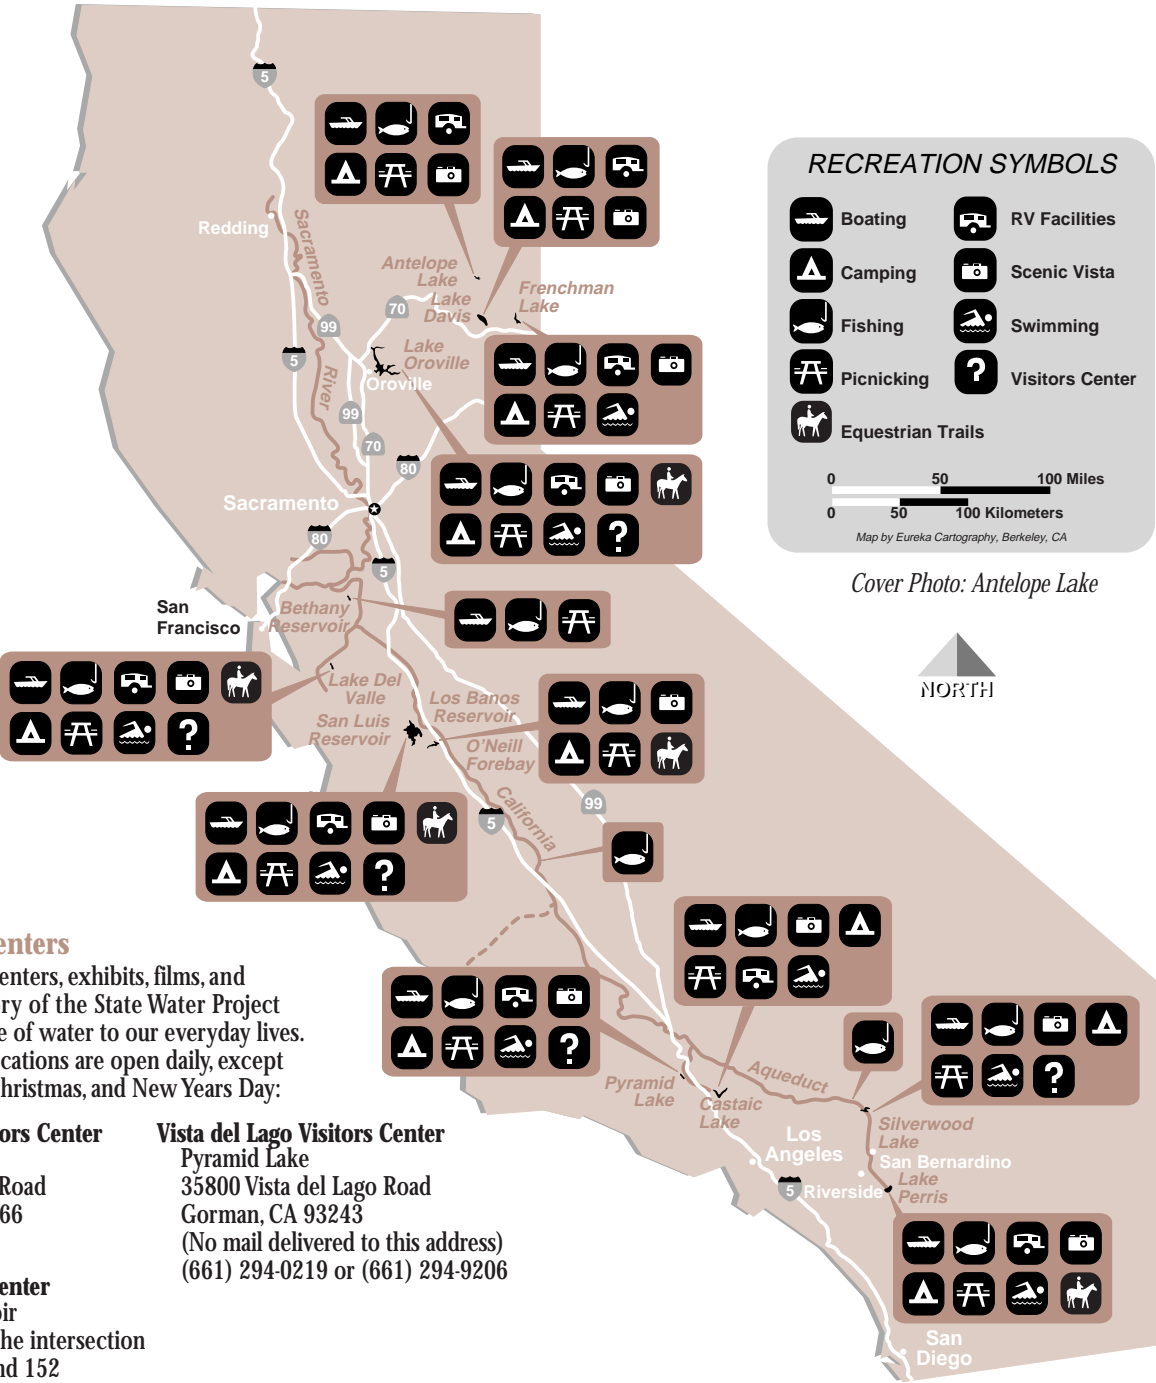 5
Redding
Sacramento
River
Antelope
Lake
Lake
Davis
Frenchman
Lake
70
99
5
Lake
Oroville
Oroville
99
70
80
Sacramento
80
5
San
Francisco
Bethany
Reservoir
Lake Del
Valle
San Luis
Reservoir
Los Banos
Reservoir
O'Neill
Forebay
California
99
5
Aqueduct
Pyramid
Lake
Castaic
Lake
Silverwood
Lake
Los
Angeles
San Bernardino
Riverside
Lake
Perris
5
San
Diego
?
?
?
?
?
RECREATION SYMBOLS
Boating
RV Facilities
Camping
Scenic Vista
Fishing
Swimming
Picnicking
?
Visitors Center
Equestrian Trails
0 50 100 Miles
0 50 100 Kilometers
Map by Eureka Cartography, Berkeley, CA
Cover Photo: Antelope Lake
NORTH
enters
enters, exhibits, films, and
ry of the State Water Project
e of water to our everyday lives.
cations are open daily, except
hristmas, and New Years Day:
ors Center
Road
66
enter
oir
he intersection
nd 152
Vista del Lago Visitors Center
Pyramid Lake
35800 Vista del Lago Road
Gorman, CA 93243
(No mail delivered to this address)
(661) 294-0219 or (661) 294-9206